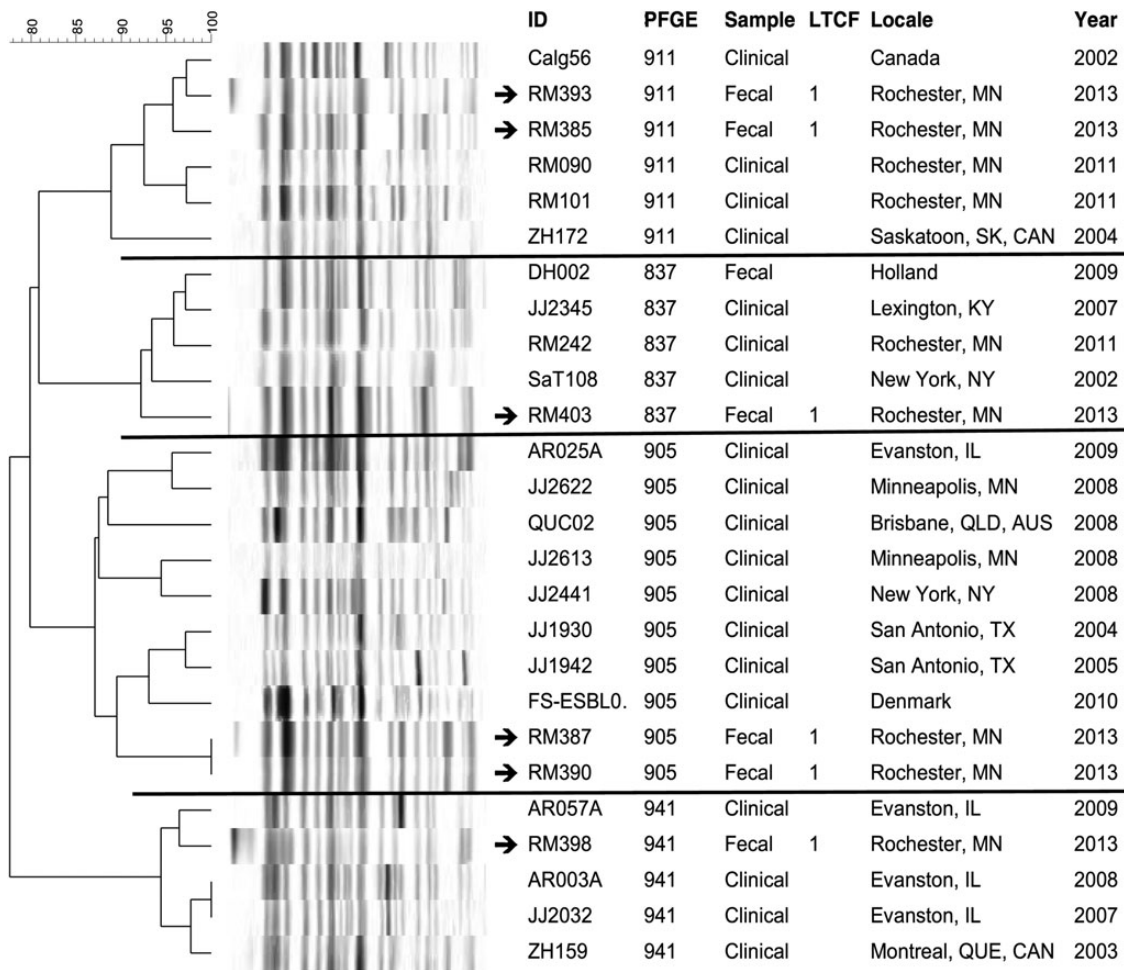 80 85 90 95 100
ID PFGE Sample LTCF Locale Year
Calg56 911 Clinical Canada 2002
→ RM393 911 Fecal 1 Rochester, MN 2013
→ RM385 911 Fecal 1 Rochester, MN 2013
RM090 911 Clinical Rochester, MN 2011
RM101 911 Clinical Rochester, MN 2011
ZH172 911 Clinical Saskatoon, SK, CAN 2004
DH002 837 Fecal Holland 2009
JJ2345 837 Clinical Lexington, KY 2007
RM242 837 Clinical Rochester, MN 2011
SaT108 837 Clinical New York, NY 2002
→ RM403 837 Fecal 1 Rochester, MN 2013
AR025A 905 Clinical Evanston, IL 2009
JJ2622 905 Clinical Minneapolis, MN 2008
QUC02 905 Clinical Brisbane, QLD, AUS 2008
JJ2613 905 Clinical Minneapolis, MN 2008
JJ2441 905 Clinical New York, NY 2008
JJ1930 905 Clinical San Antonio, TX 2004
JJ1942 905 Clinical San Antonio, TX 2005
FS-ESBL0. 905 Clinical Denmark 2010
→ RM387 905 Fecal 1 Rochester, MN 2013
→ RM390 905 Fecal 1 Rochester, MN 2013
AR057A 941 Clinical Evanston, IL 2009
→ RM398 941 Fecal 1 Rochester, MN 2013
AR003A 941 Clinical Evanston, IL 2008
JJ2032 941 Clinical Evanston, IL 2007
ZH159 941 Clinical Montreal, QUE, CAN 2003